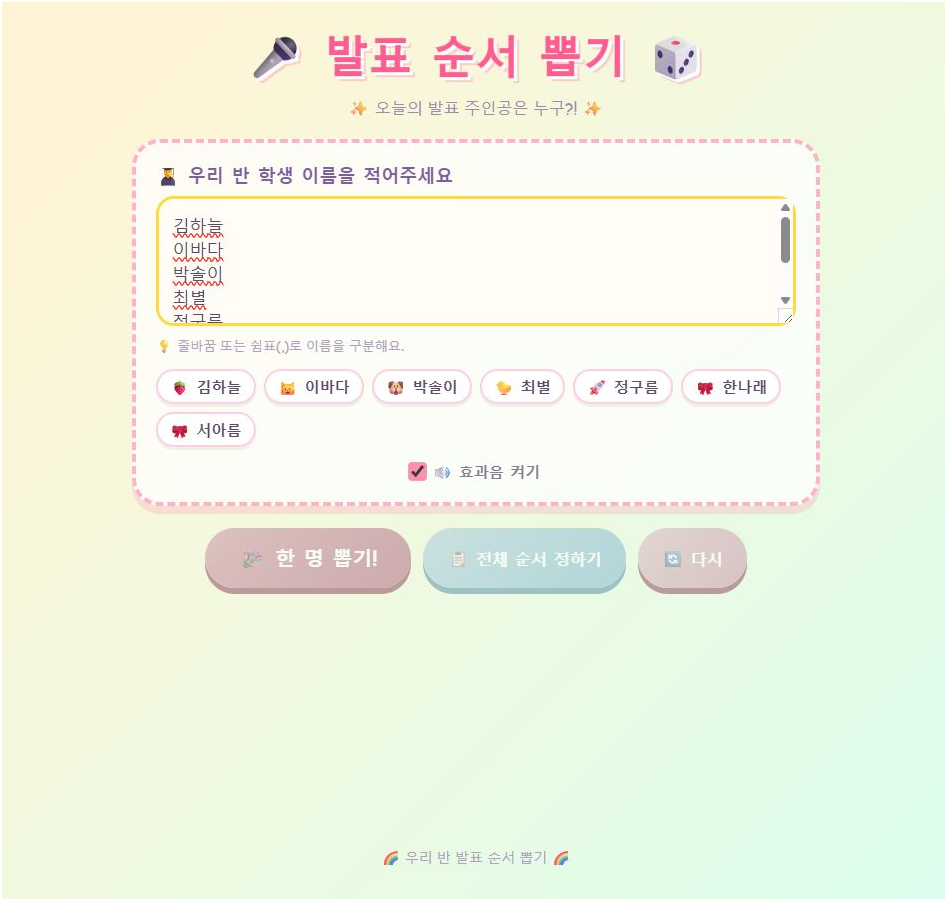 발표 순서 뽑기
✨ 오늘의 발표 주인공은 누구?! ✨
우리 반 학생 이름을 적어주세요
김하늘
이바다
박솔이
최별
정구름
줄바꿈 또는 쉼표(,)로 이름을 구분해요.
김하늘 이바다 박솔이 최별 정구름 한나래
서아름
효과음 켜기
한 명 뽑기! 전체 순서 정하기 다시
우리 반 발표 순서 뽑기